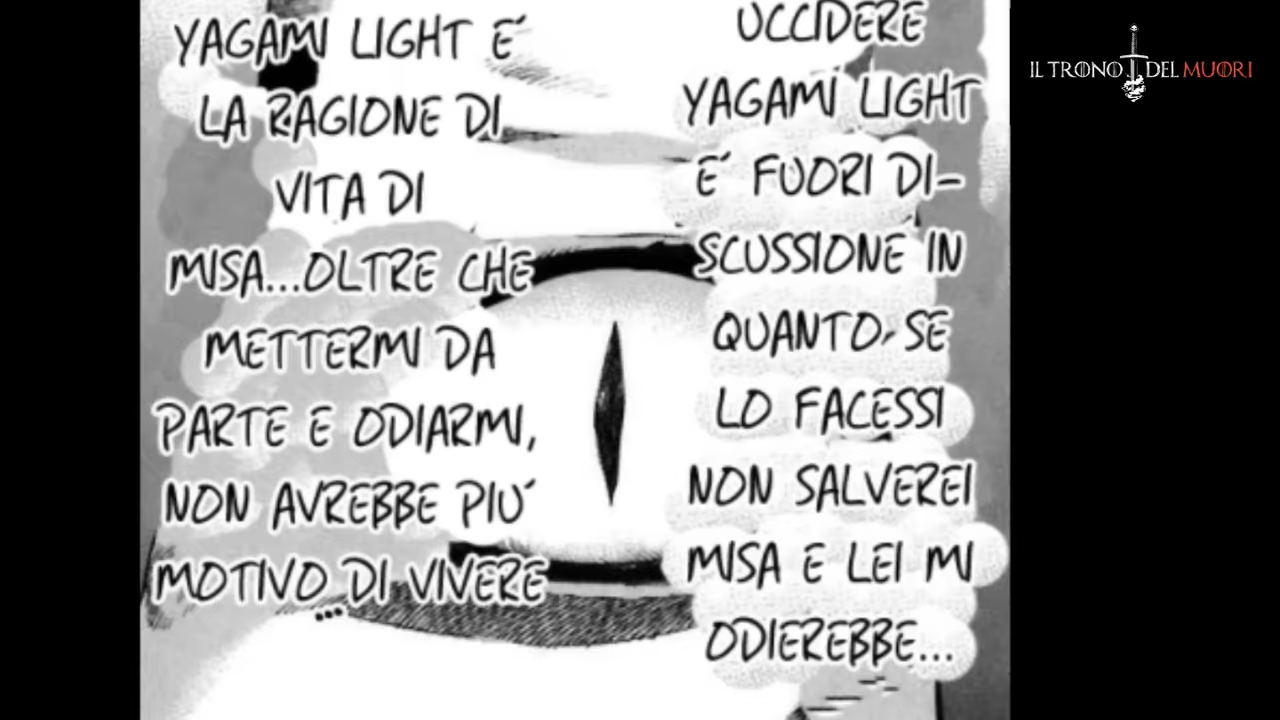 UCCIDERE
YAGAMI LIGHT
E´ FUORI DI-
SCUSSIONE IN
QUANTO, SE
LO FACESSI
NON SALVEREI
MISA E LEI MI
ODIEREBBE...
YAGAMI LIGHT E´
LA RAGIONE DI
VITA DI
MISA...OLTRE CHE
METTERMI DA
PARTE E ODIARMI,
NON AVREBBE PIU´
MOTIVO DI VIVERE
...
IL TRONO DEL MUORI